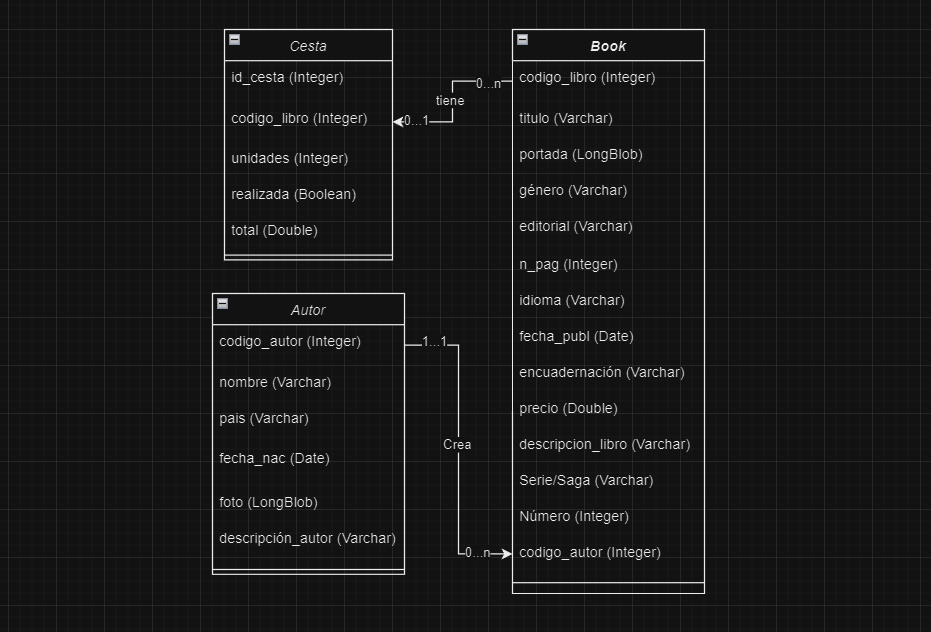 Cesta
id_cesta (Integer)
codigo_libro (Integer)
unidades (Integer)
realizada (Boolean)
total (Double)
0...n
tiene
0...1
Book
codigo_libro (Integer)
titulo (Varchar)
portada (LongBlob)
género (Varchar)
editorial (Varchar)
n_pag (Integer)
idioma (Varchar)
fecha_publ (Date)
encuadernación (Varchar)
precio (Double)
descripcion_libro (Varchar)
Serie/Saga (Varchar)
Número (Integer)
codigo_autor (Integer)
Autor
codigo_autor (Integer)
nombre (Varchar)
pais (Varchar)
fecha_nac (Date)
foto (LongBlob)
descripción_autor (Varchar)
1...1
Crea
0...n